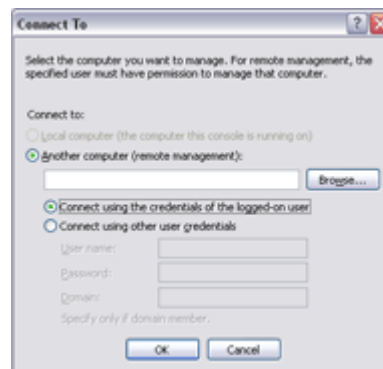 Connect To
Select the computer you want to manage. For remote management, the
specified user must have permission to manage that computer.
Connect to:
Local computer (the computer this console is running on)
Another computer (remote management):
Browse...
Connect using the credentials of the logged-on user
Connect using other user credentials
User name:
Password:
Domain:
Specify only if domain member.
OK
Cancel